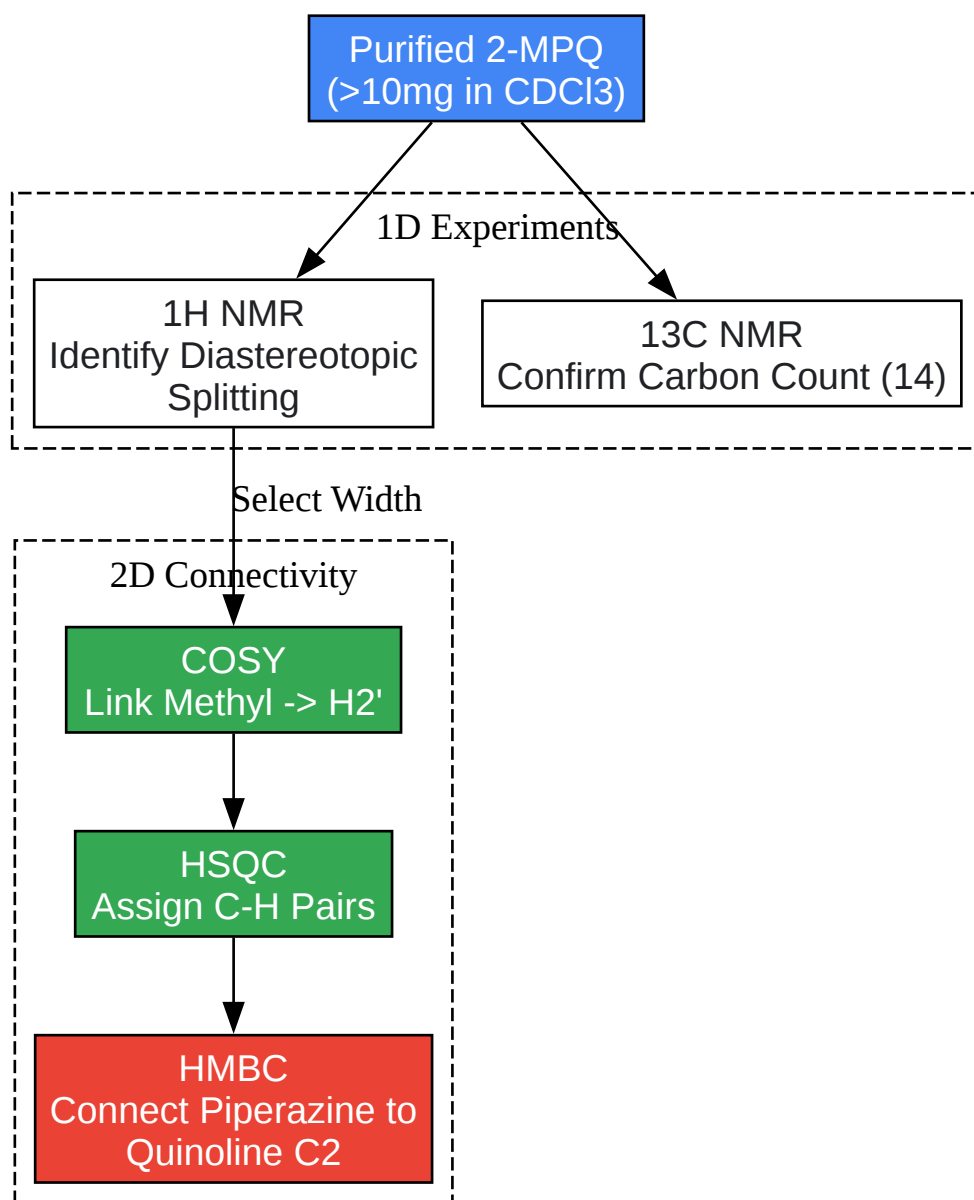 Purified 2-MPQ
(>10mg in CDCl3)
1D Experiments
1H NMR
Identify Diastereotopic
Splitting
13C NMR
Confirm Carbon Count (14)
Select Width
2D Connectivity
COSY
Link Methyl -> H2'
HSQC
Assign C-H Pairs
HMBC
Connect Piperazine to
Quinoline C2